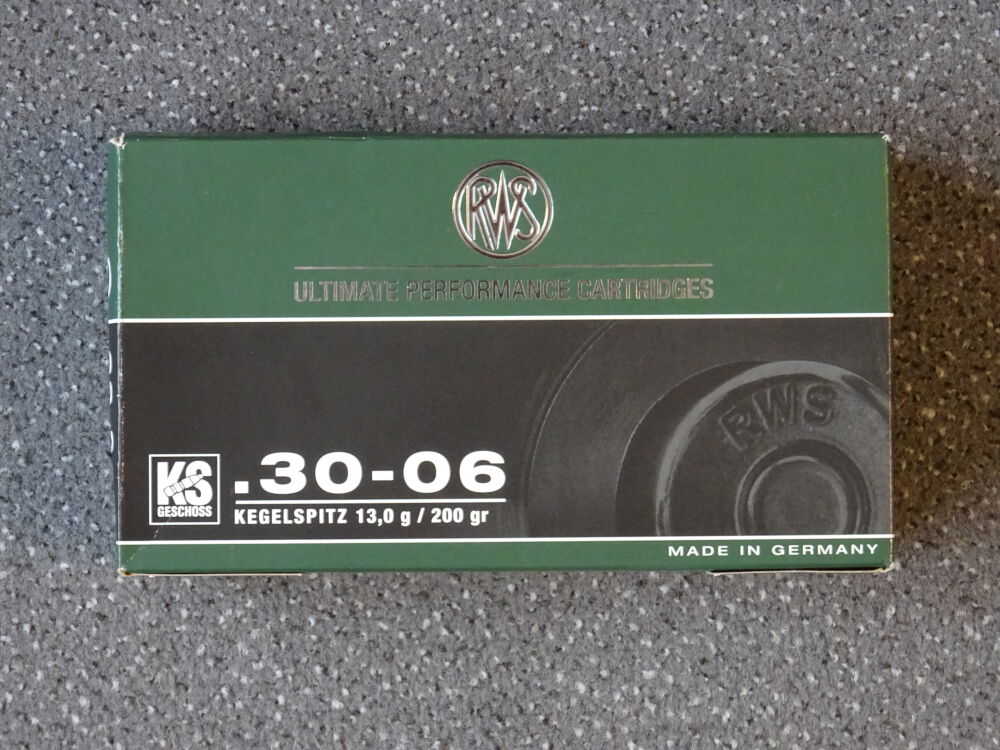 RWS
ULTIMATE PERFORMANCE CARTRIDGES
RWS
KS
GESCHOSS
.30-06
KEGELSPITZ 13,0 g / 200 gr
MADE IN GERMANY